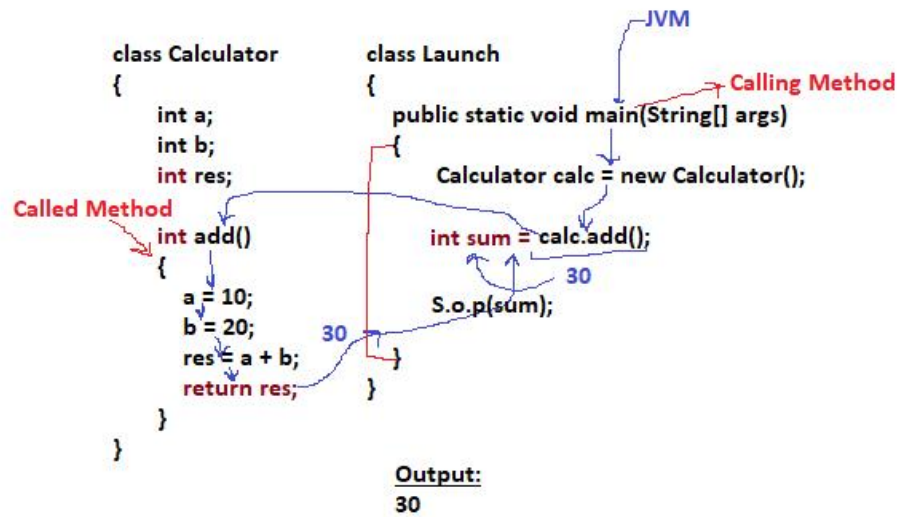 JVM
class Calculator
{
int a;
int b;
int res;
Called Method
int add()
{
a = 10;
b = 20;
res = a + b;
return res;
}
}
class Launch
{
Calling Method
public static void main(String[] args)
{
Calculator calc = new Calculator();
int sum = calc.add();
30
S.o.p(sum);
30
}
}
Output:
30